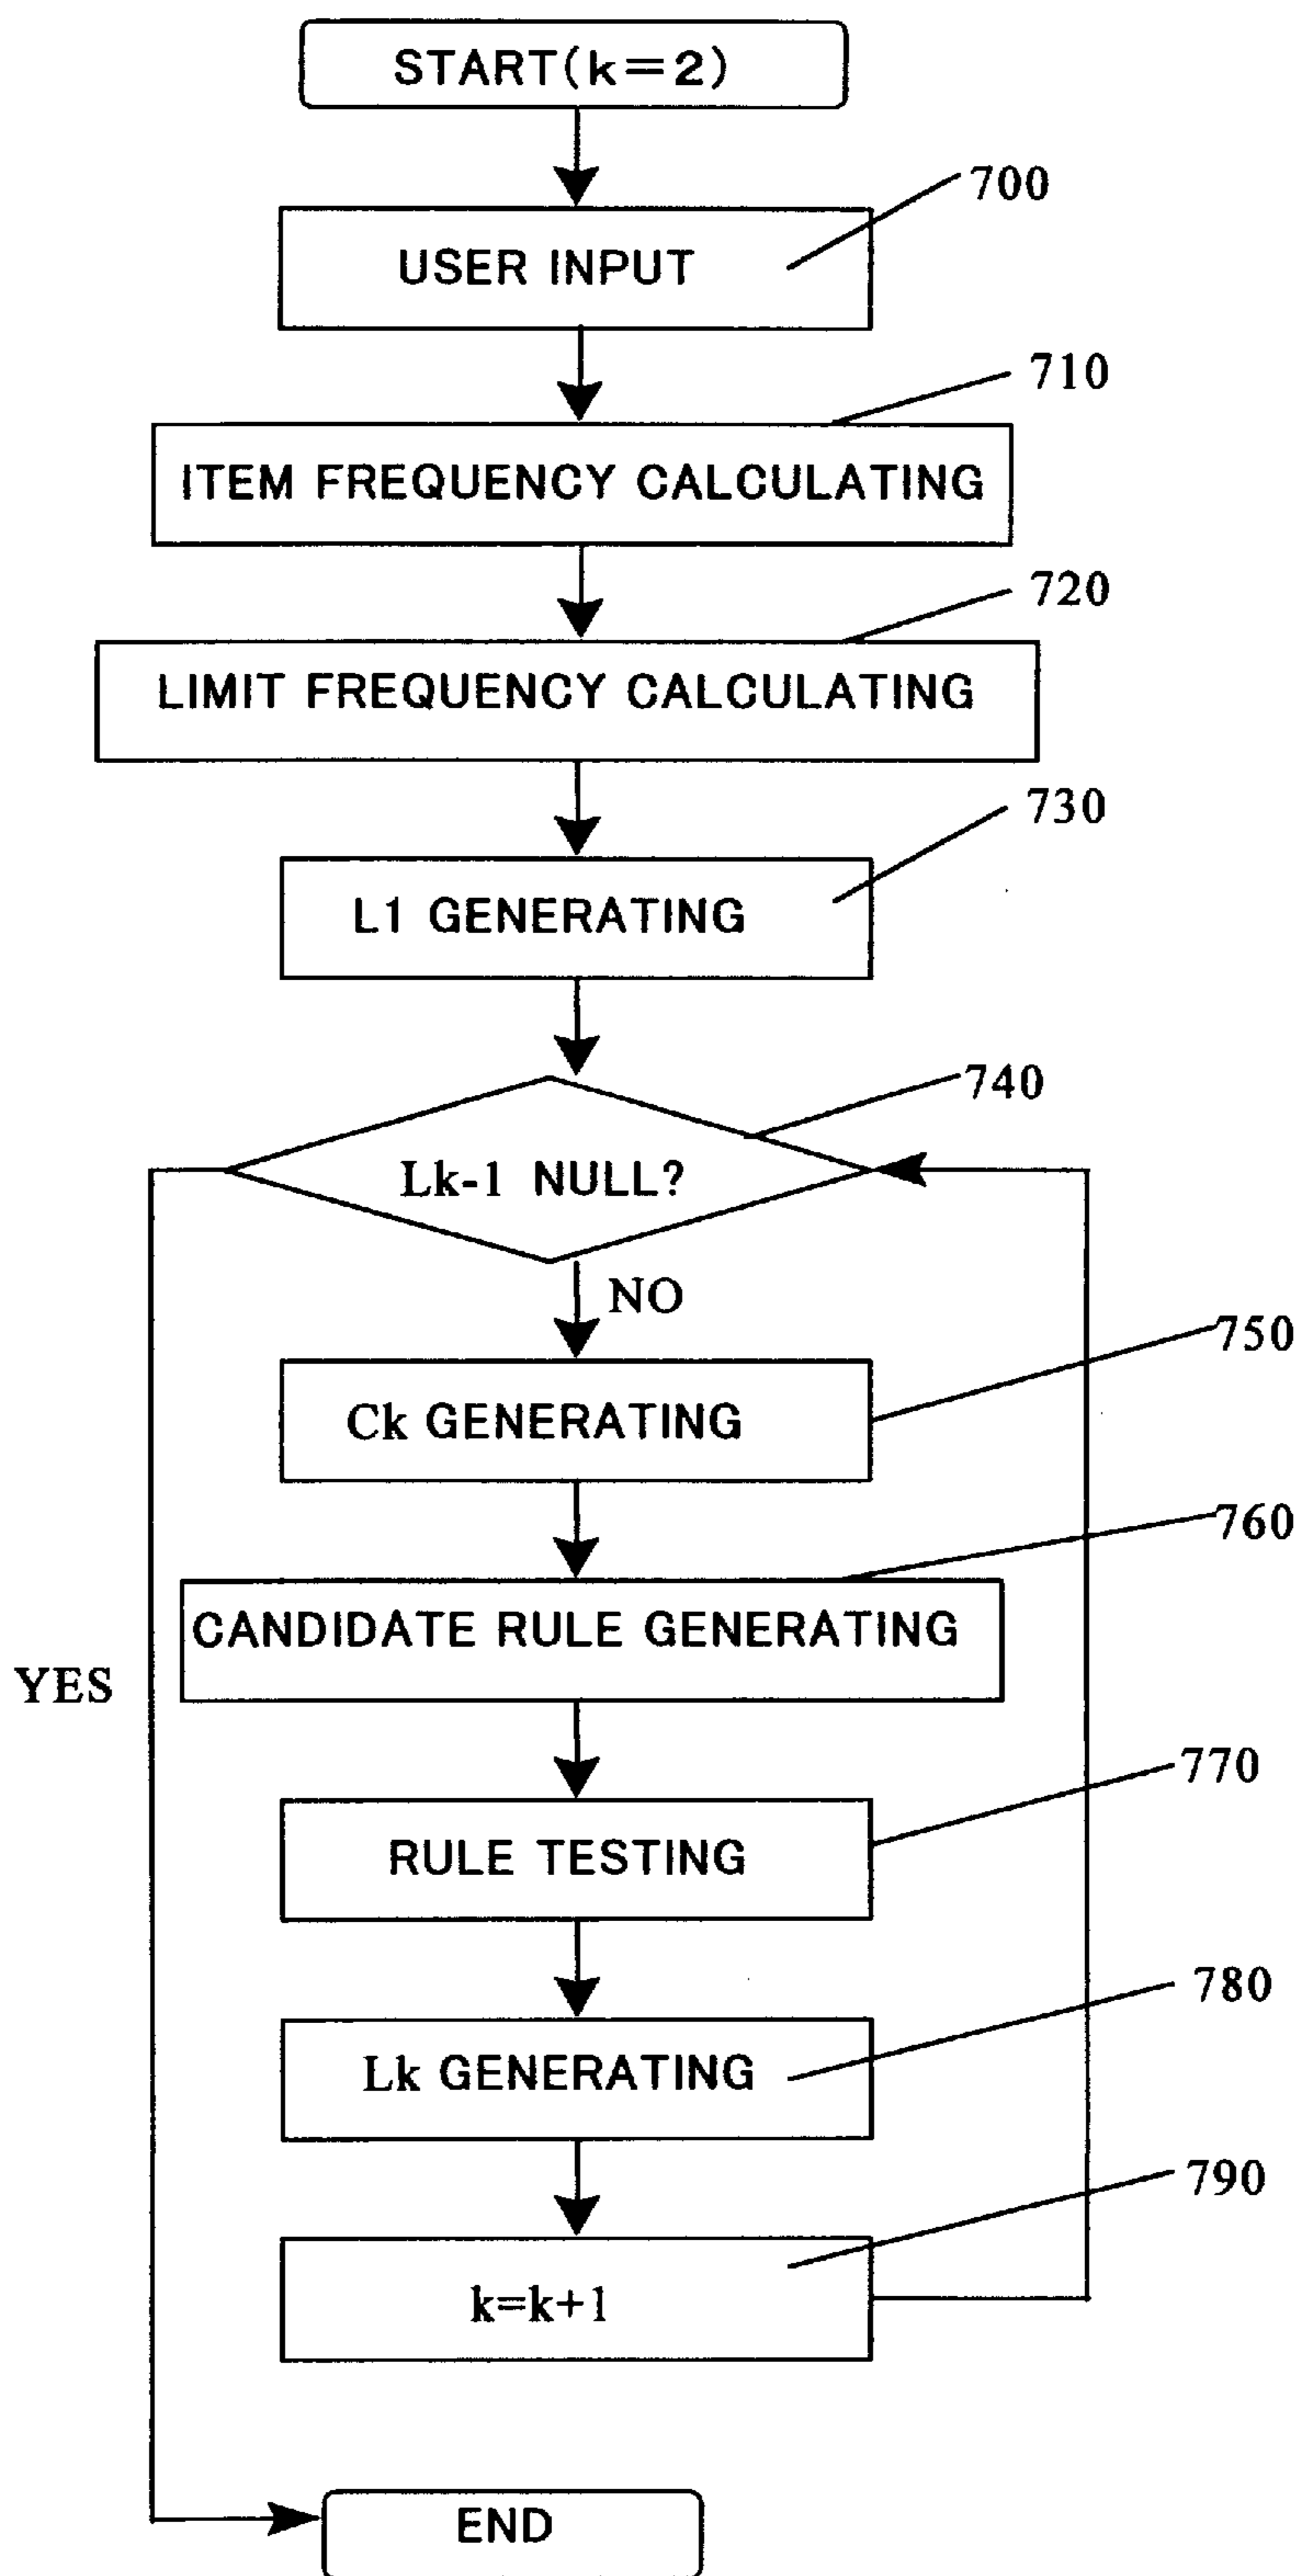 START(k=2)
700
USER INPUT
710
ITEM FREQUENCY CALCULATING
720
LIMIT FREQUENCY CALCULATING
730
L1 GENERATING
740
Lk-1 NULL?
NO
750
Ck GENERATING
760
CANDIDATE RULE GENERATING
YES
770
RULE TESTING
780
Lk GENERATING
790
k=k+1
END